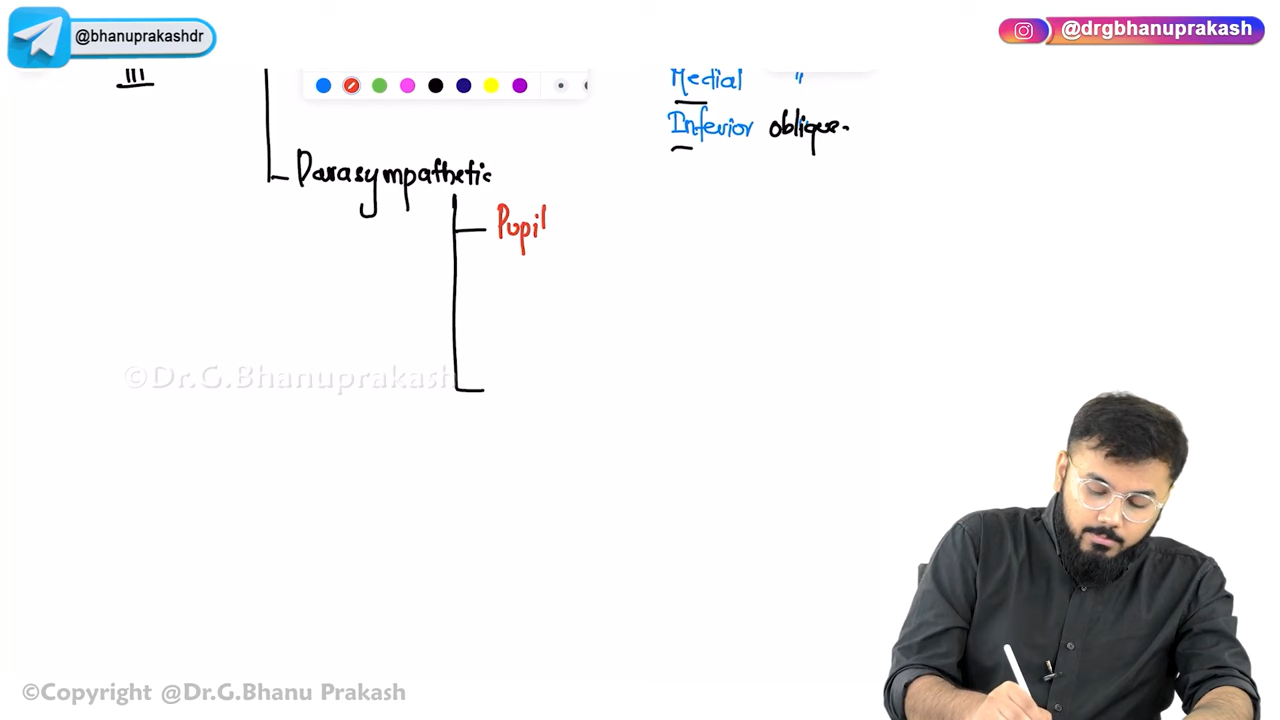 @bhanuprakashdr
@drgbhanuprakash
III
Medial "
Inferior oblique.
Parasympathetic
Pupil
©Dr.G.Bhanuprakash
©Copyright @Dr.G.Bhanu Prakash